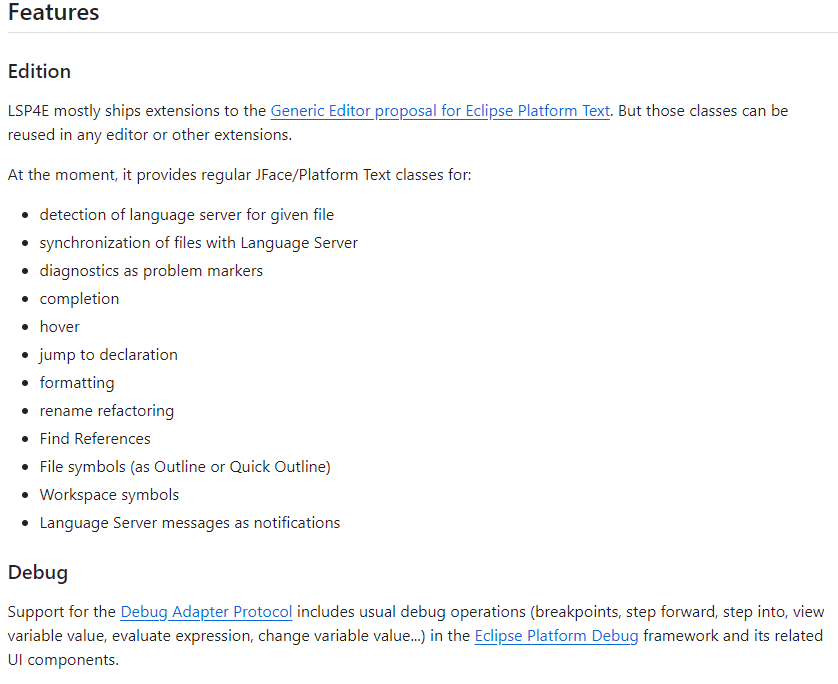 Features
Edition
LSP4E mostly ships extensions to the Generic Editor proposal for Eclipse Platform Text. But those classes can be
reused in any editor or other extensions.
At the moment, it provides regular JFace/Platform Text classes for:
• detection of language server for given file
• synchronization of files with Language Server
• diagnostics as problem markers
• completion
• hover
• jump to declaration
• formatting
• rename refactoring
• Find References
• File symbols (as Outline or Quick Outline)
• Workspace symbols
• Language Server messages as notifications
Debug
Support for the Debug Adapter Protocol includes usual debug operations (breakpoints, step forward, step into, view
variable value, evaluate expression, change variable value...) in the Eclipse Platform Debug framework and its related
UI components.